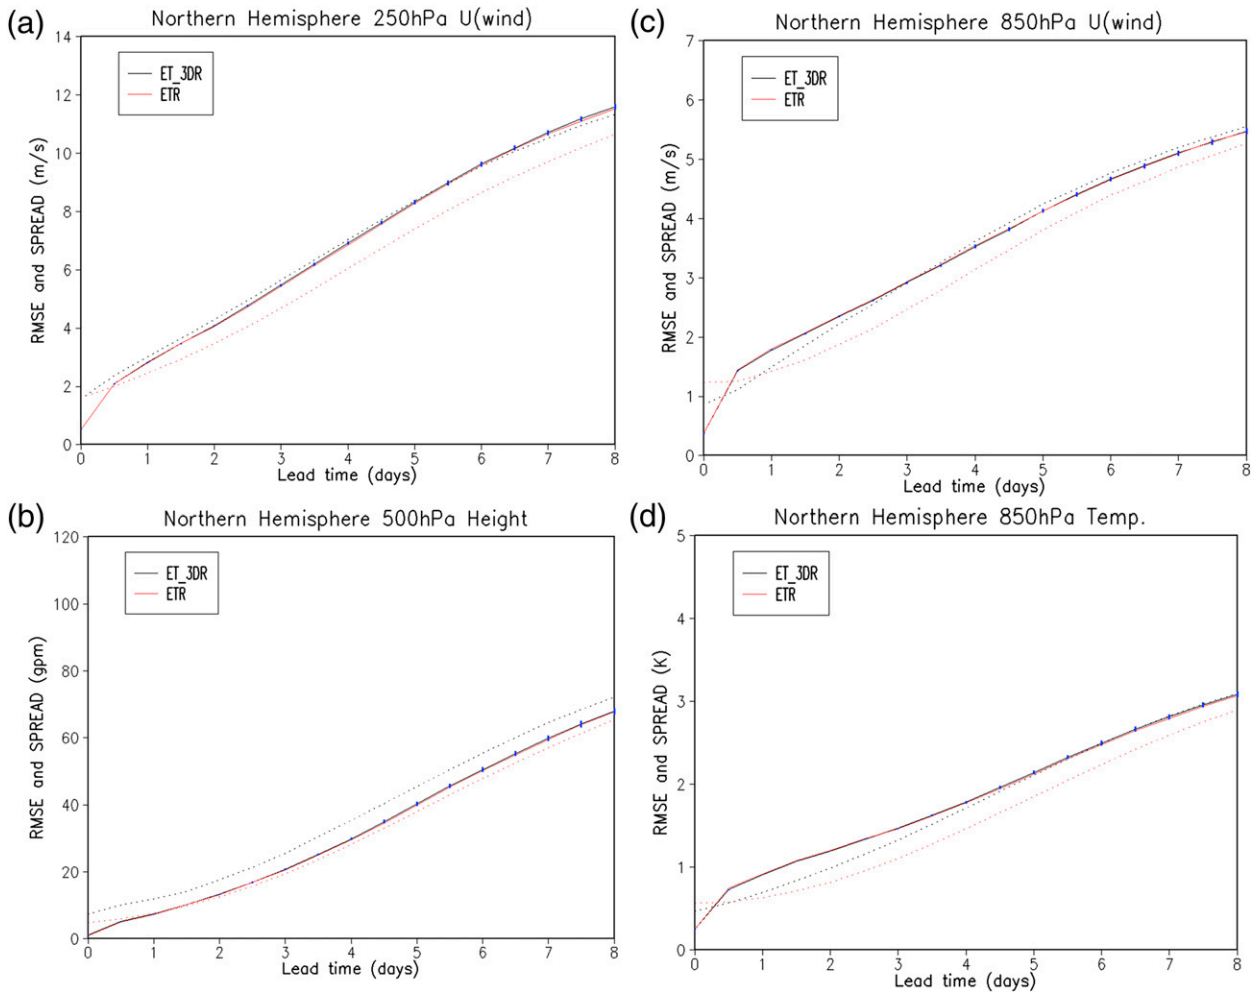 (a)
Northern Hemisphere 250hPa U(wind)
ET_3DR
ETR
RMSE and SPREAD (m/s)
14
12
10
8
6
4
2
0
0 1 2 3 4 5 6 7 8
Lead time (days)
(c)
Northern Hemisphere 850hPa U(wind)
ET_3DR
ETR
RMSE and SPREAD (m/s)
7
6
5
4
3
2
1
0
0 1 2 3 4 5 6 7 8
Lead time (days)
(b)
Northern Hemisphere 500hPa Height
ET_3DR
ETR
RMSE and SPREAD (gpm)
120
100
80
60
40
20
0
0 1 2 3 4 5 6 7 8
Lead time (days)
(d)
Northern Hemisphere 850hPa Temp.
ET_3DR
ETR
RMSE and SPREAD (K)
5
4
3
2
1
0
0 1 2 3 4 5 6 7 8
Lead time (days)